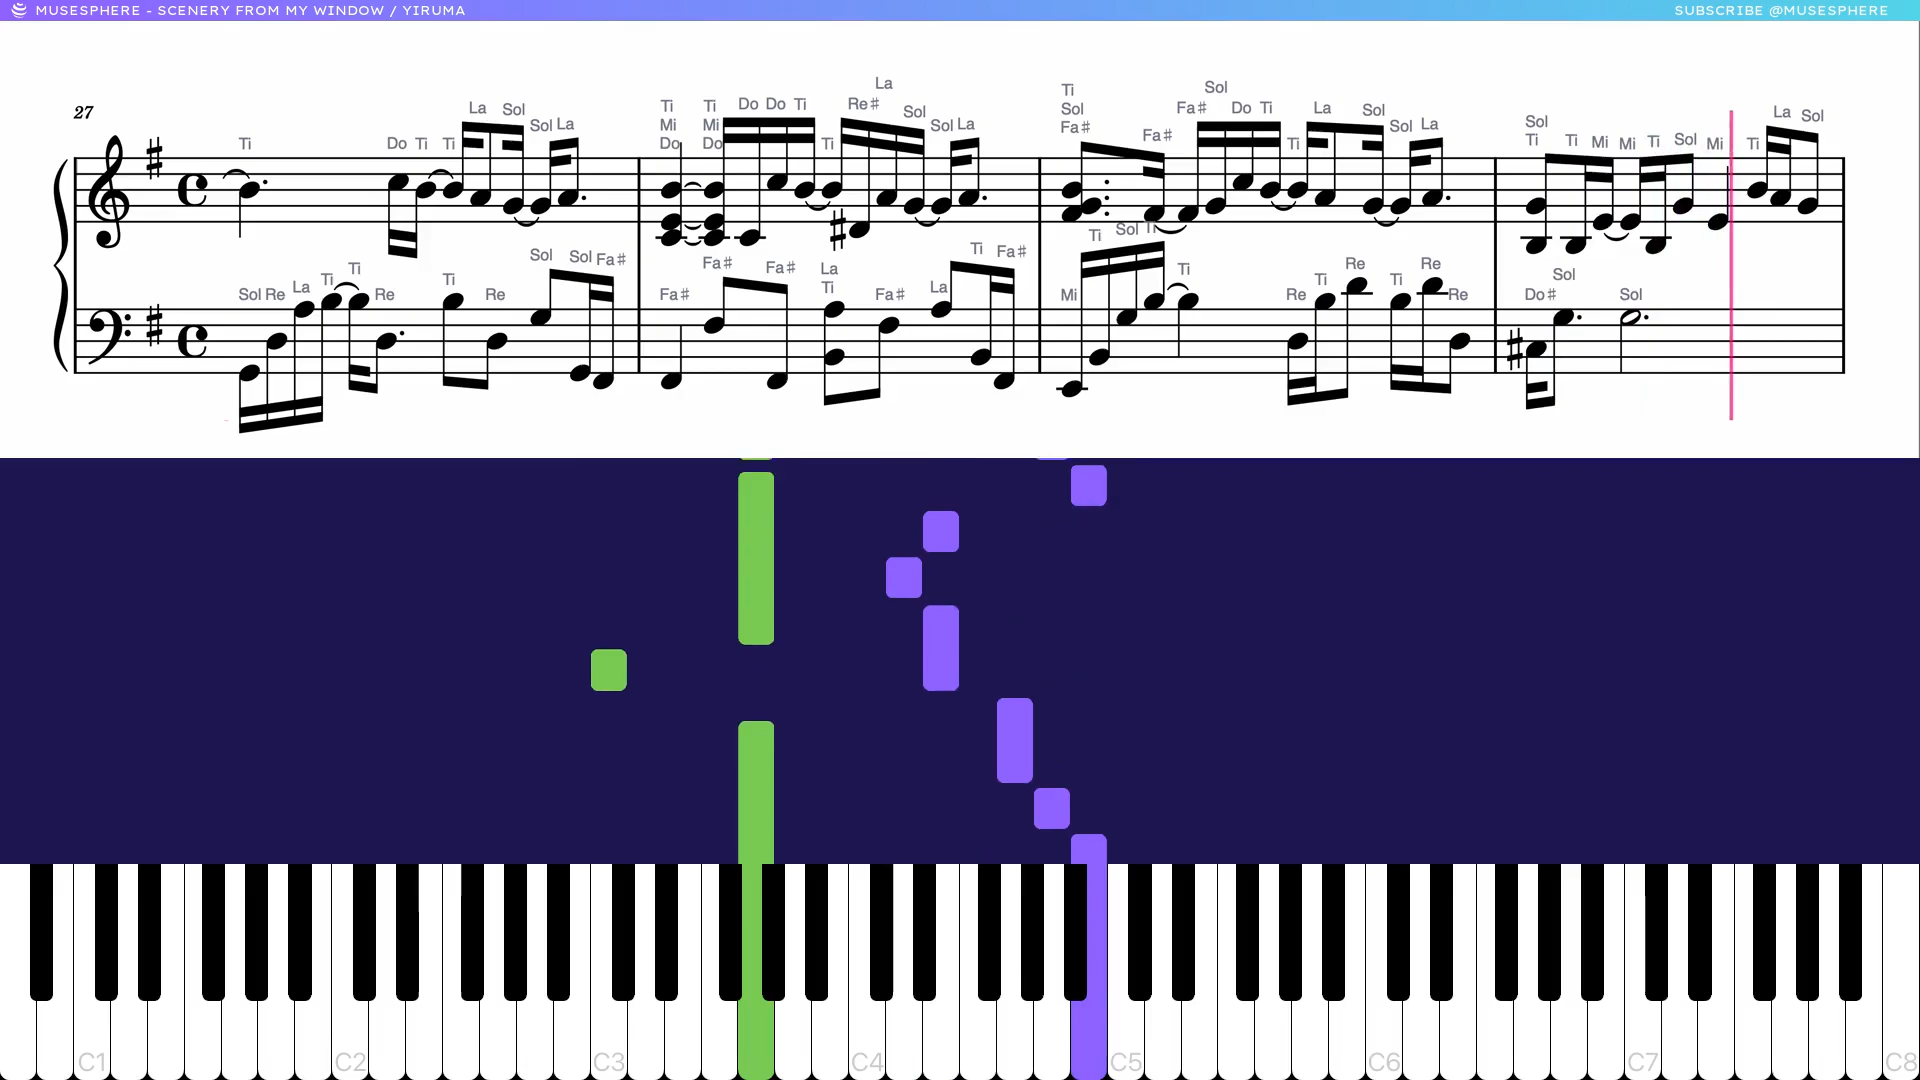 MUSESPHERE - SCENERY FROM MY WINDOW / YIRUMA
SUBSCRIBE @MUSESPHERE
27
Ti Do Ti Ti La Sol Sol La
Ti Mi Do Ti Mi Do Do Do Ti Ti Re♯ La Sol Sol La
Ti Sol Fa♯ Fa♯ Fa♯ Sol Do Ti Ti La Sol Sol La
Sol Ti Ti Mi Mi Ti Sol Mi Ti La Sol
Sol Re La Ti Ti Re Ti Re Sol Sol Fa♯
Fa♯ Fa♯ Fa♯ La Ti Fa♯ La Ti Fa♯
Mi Ti Sol Ti Ti Re Ti Re Ti Re Re
Do♯ Sol Sol
C1 C2 C3 C4 C5 C6 C7 C8